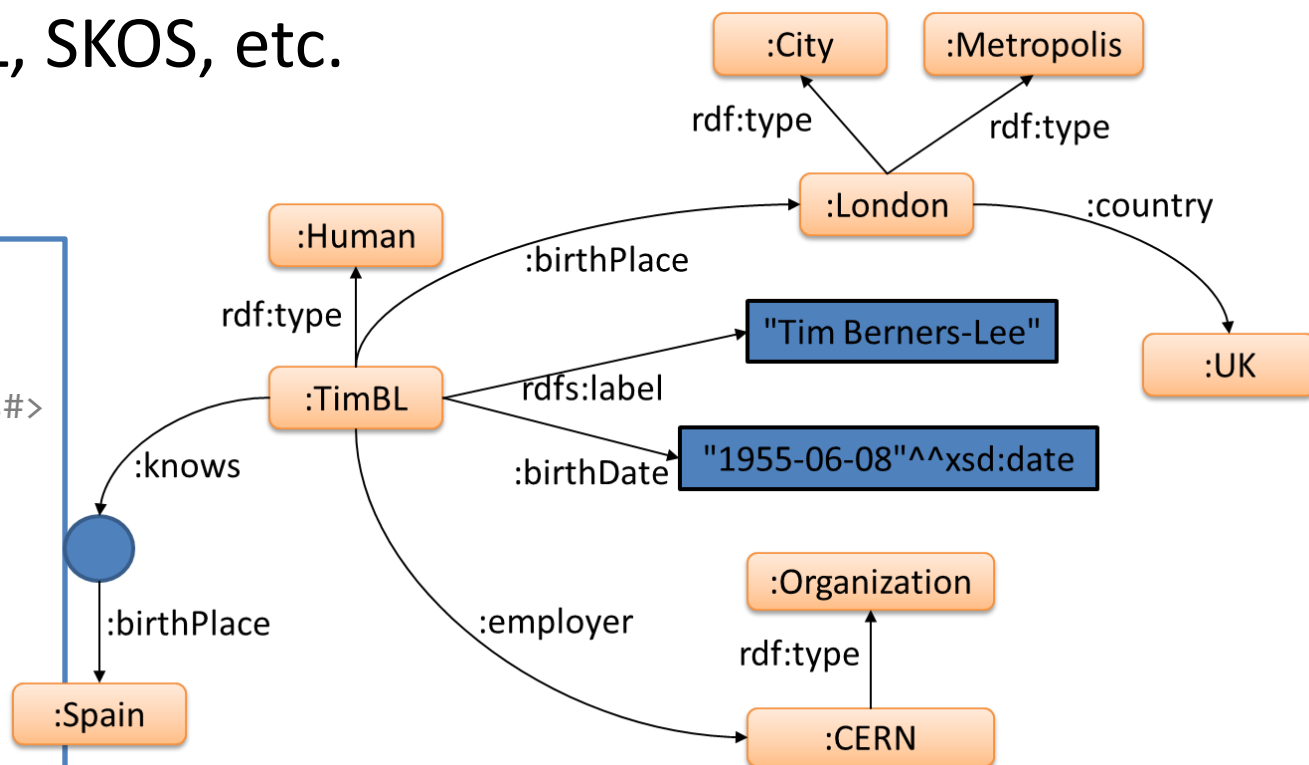 , SKOS, etc.
:City
:Metropolis
rdf:type
rdf:type
:London
:country
:Human
:birthPlace
rdf:type
"Tim Berners-Lee"
:UK
:TimBL
rdfs:label
#>
:knows
:birthDate
"1955-06-08"^^xsd:date
:Organization
:birthPlace
:employer
rdf:type
:Spain
:CERN